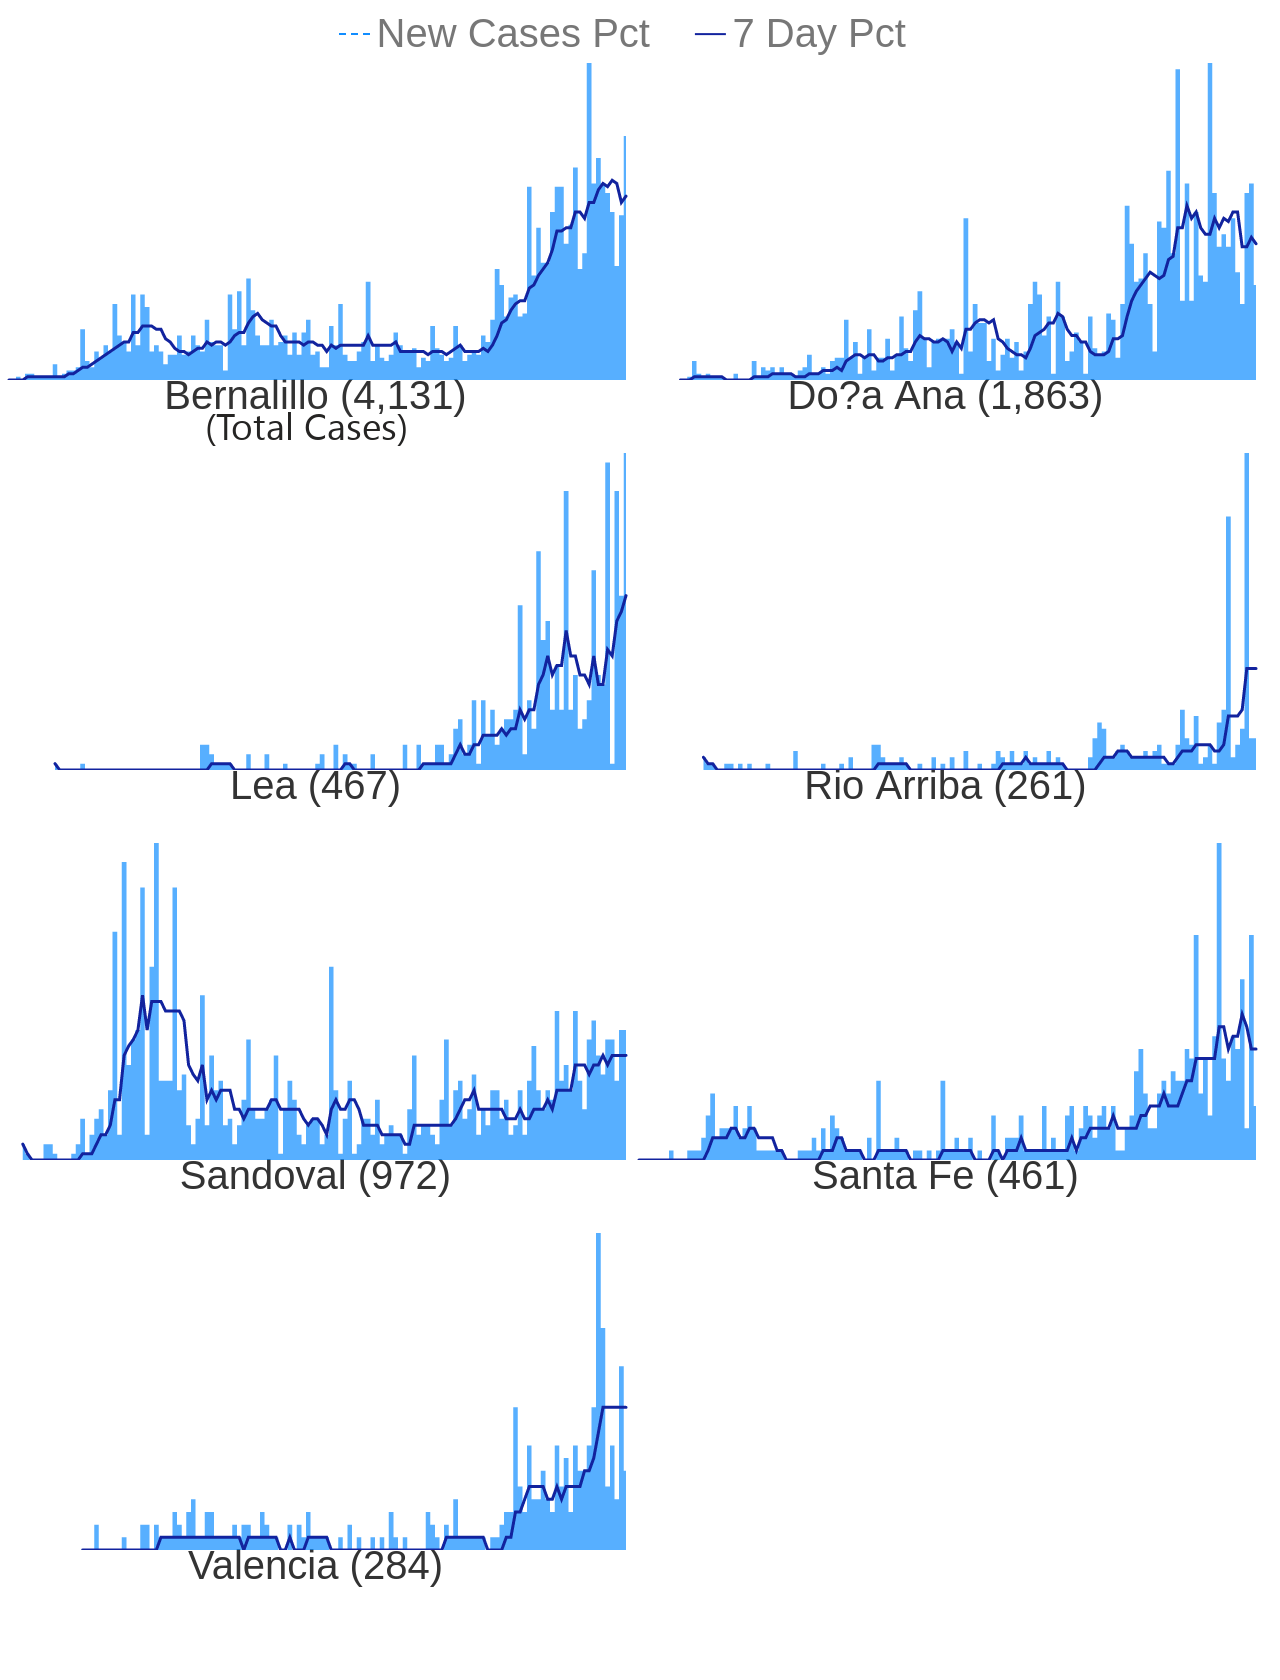 New Cases Pct 7 Day Pct
Bernalillo (4,131)
(Total Cases)
Do?a Ana (1,863)
Lea (467)
Rio Arriba (261)
Sandoval (972)
Santa Fe (461)
Valencia (284)